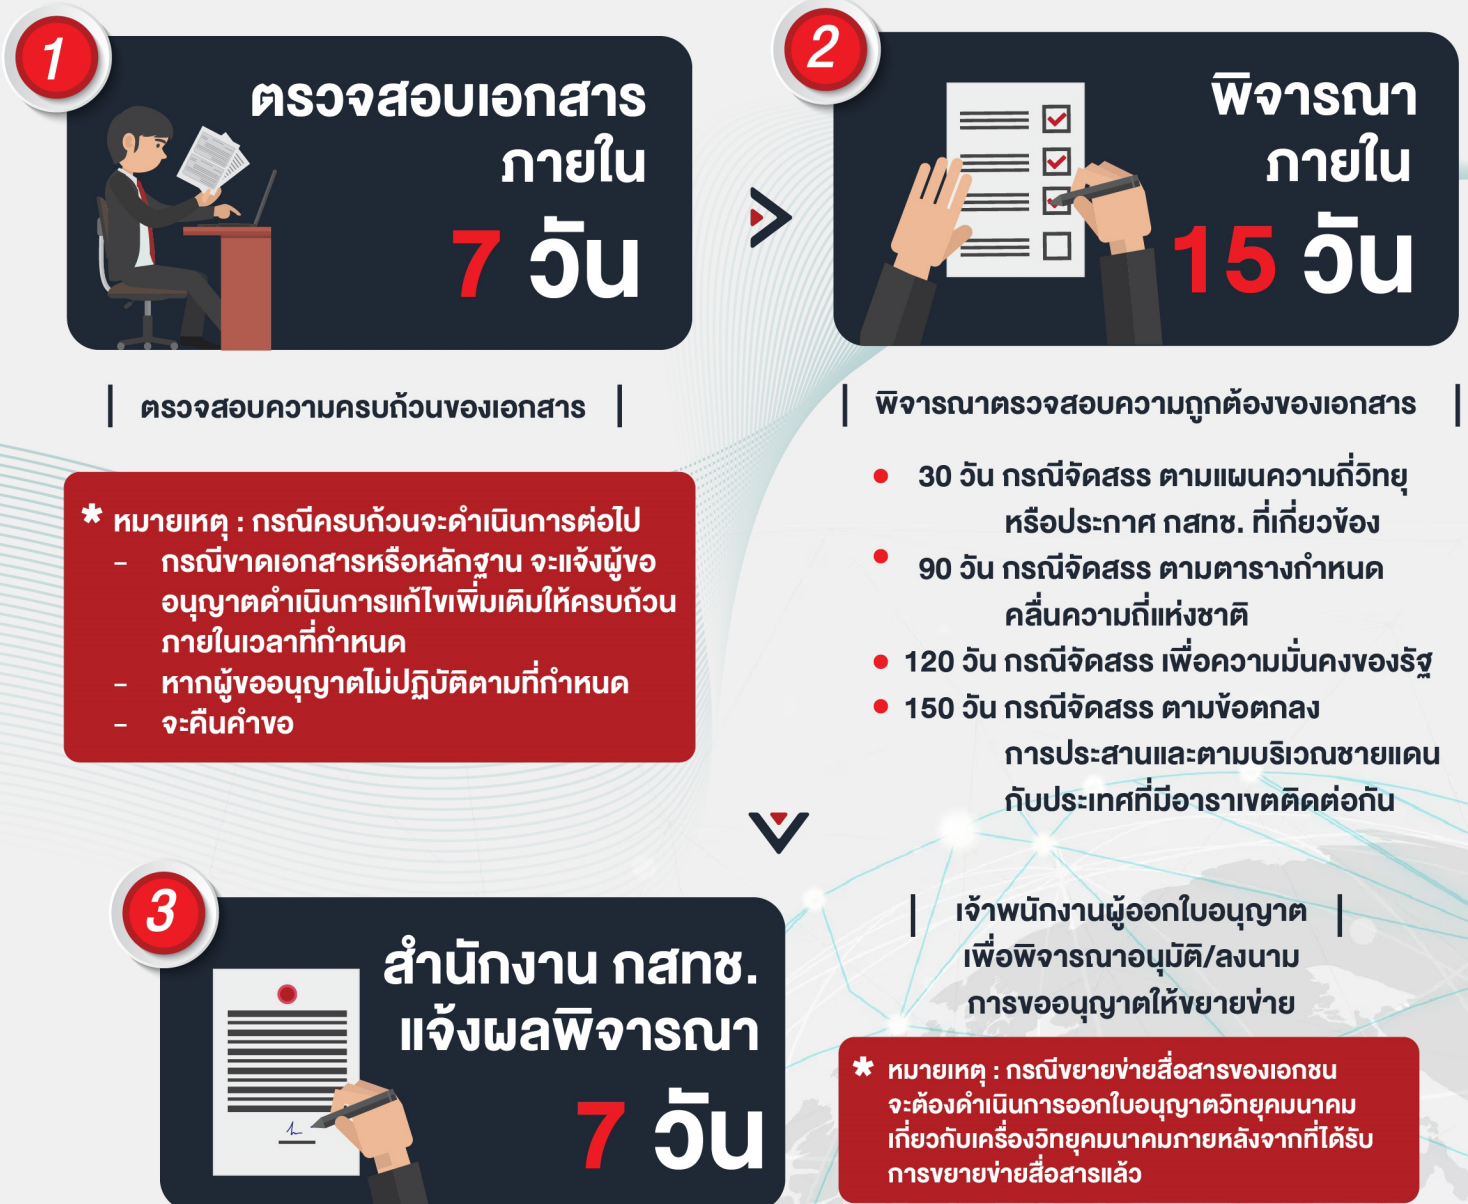 1
ตรวจสอบเอกสาร
ภายใน
7 วัน
ตรวจสอบความครบถ้วนของเอกสาร
* หมายเหตุ : กรณีครบถ้วนจะดำเนินการต่อไป
- กรณีขาดเอกสารหรือหลักฐาน จะแจ้งผู้ขอ
อนุญาตดำเนินการแก้ไขเพิ่มเติมให้ครบถ้วน
ภายในเวลาที่กำหนด
- หากผู้ขออนุญาตไม่ปฏิบัติตามที่กำหนด
- จะคืนคำขอ
2
พิจารณา
ภายใน
15 วัน
พิจารณาตรวจสอบความถูกต้องของเอกสาร
• 30 วัน กรณีจัดสรร ตามแผนความถี่วิทยุ
หรือประกาศ กสทช. ที่เกี่ยวข้อง
• 90 วัน กรณีจัดสรร ตามตารางกำหนด
คลื่นความถี่แห่งชาติ
• 120 วัน กรณีจัดสรร เพื่อความมั่นคงของรัฐ
• 150 วัน กรณีจัดสรร ตามข้อตกลง
การประสานและตามบริเวณชายแดน
กับประเทศที่มีอาราเขตติดต่อกัน
3
สำนักงาน กสทช.
แจ้งผลพิจารณา
7 วัน
เจ้าพนักงานผู้ออกใบอนุญาต
เพื่อพิจารณาอนุมัติ/ลงนาม
การขออนุญาตให้ขยายข่าย
* หมายเหตุ : กรณีขยายข่ายสื่อสารของเอกชน
จะต้องดำเนินการออกใบอนุญาตวิทยุคมนาคม
เกี่ยวกับเครื่องวิทยุคมนาคมภายหลังจากที่ได้รับ
การขยายข่ายสื่อสารแล้ว